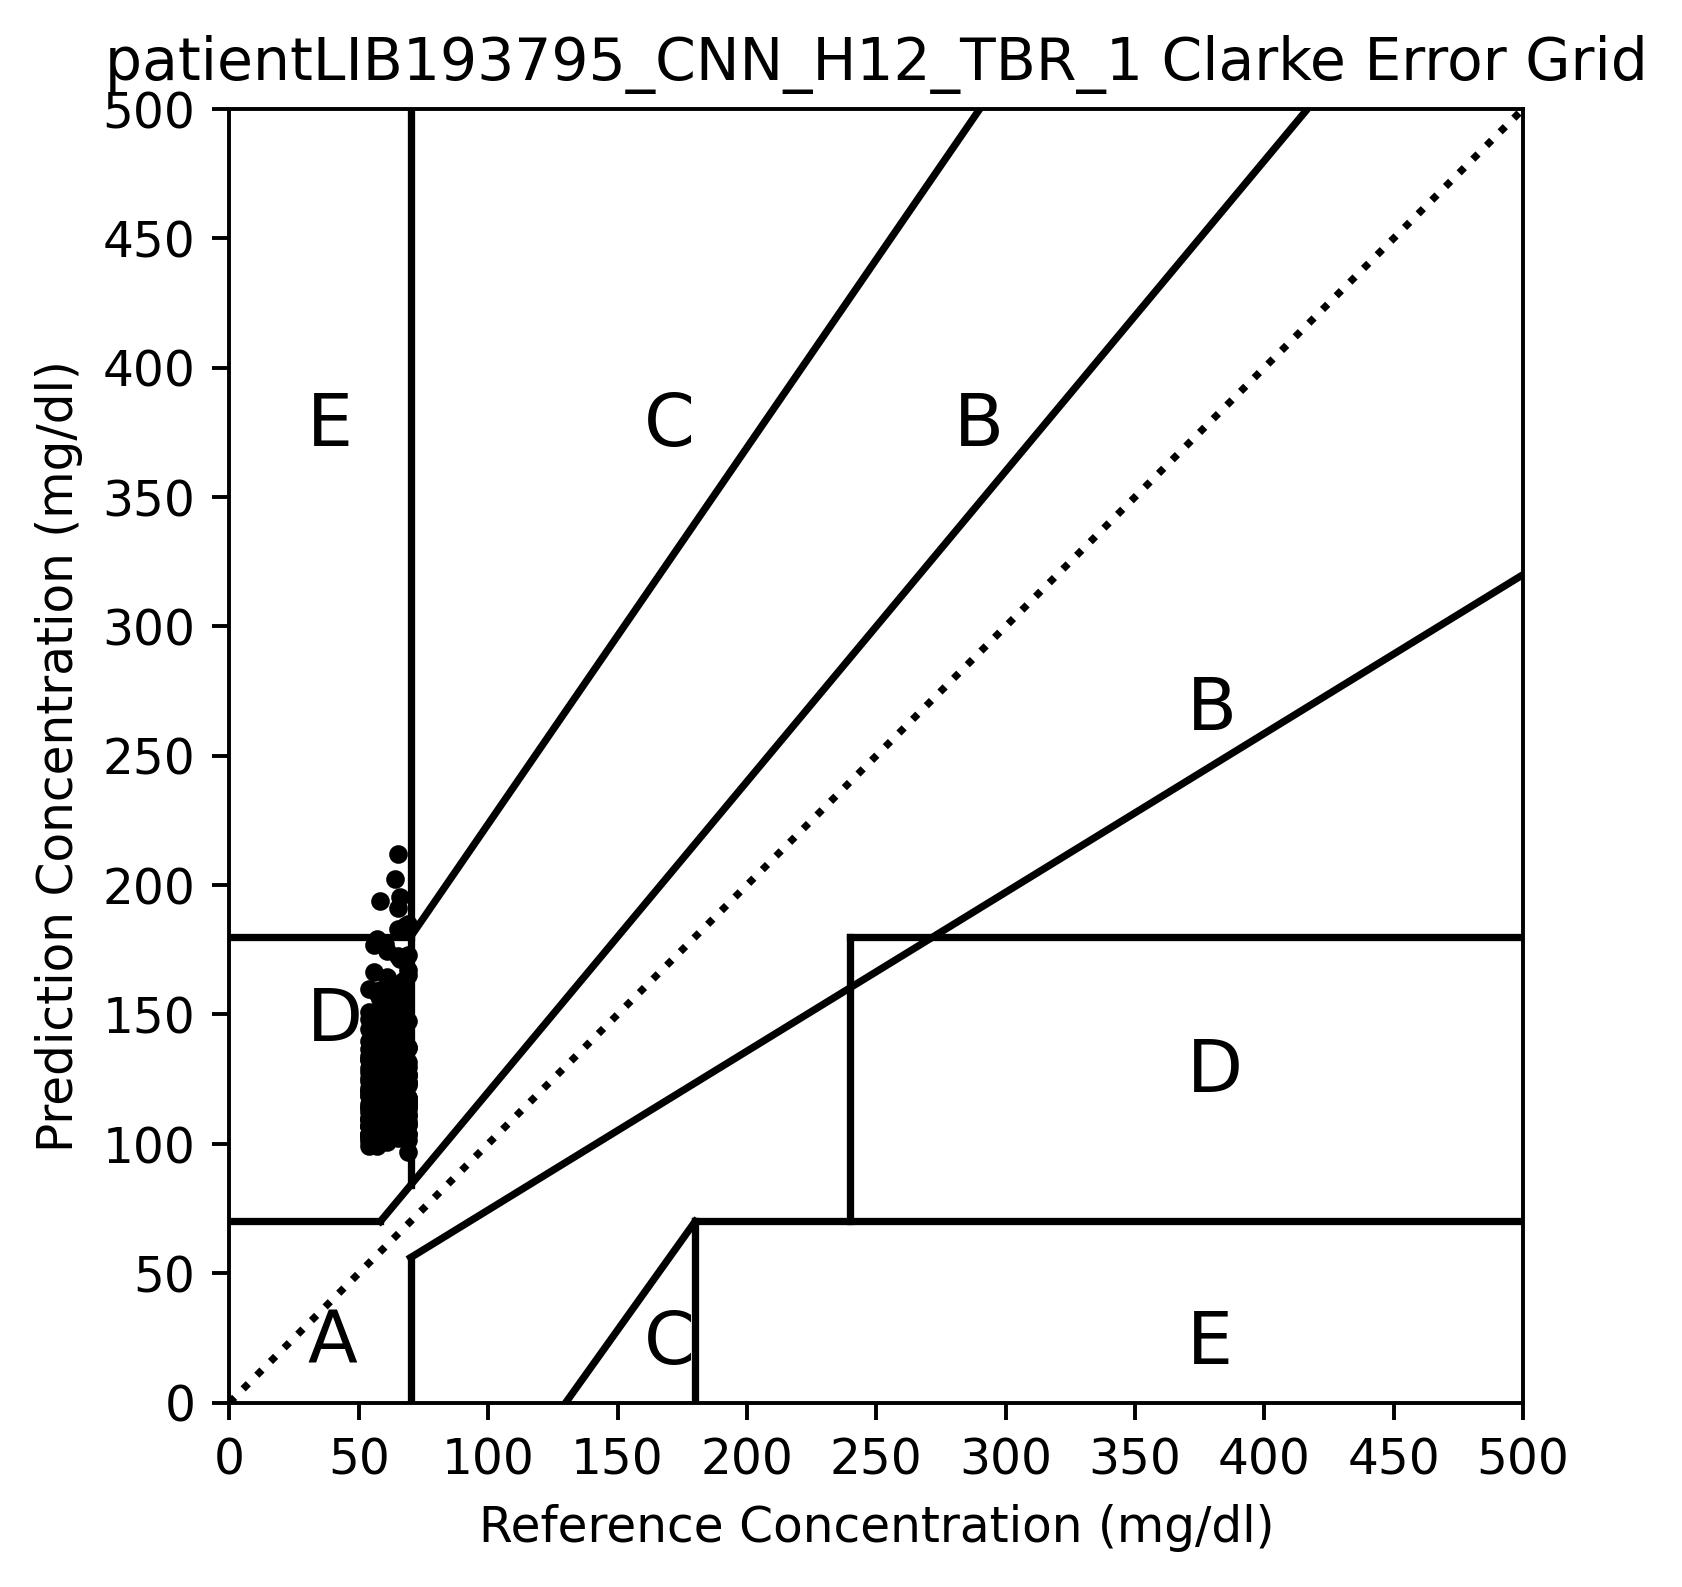 patientLIB193795_CNN_H12_TBR_1 Clarke Error Grid
500
450
400
350
300
250
200
150
100
50
0
Prediction Concentration (mg/dl)
E
C
B
B
D
D
A
C
E
0 50 100 150 200 250 300 350 400 450 500
Reference Concentration (mg/dl)